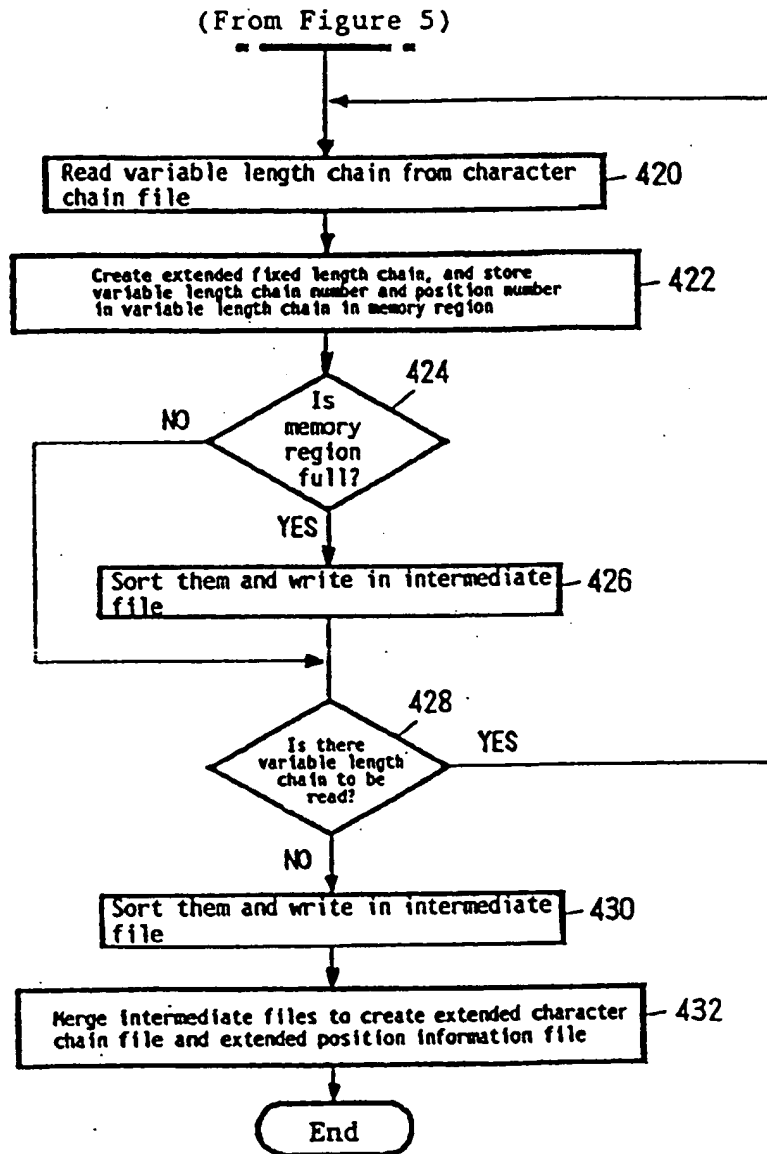 (From Figure 5)
Read variable length chain from character
chain file
420
Create extended fixed length chain, and store
variable length chain number and position number
in variable length chain in memory region
422
424
NO
Is
memory
region
full?
YES
Sort them and write in intermediate
file
426
428
Is there
variable length
chain to be
read?
YES
NO
Sort them and write in intermediate
file
430
Merge intermediate files to create extended character
chain file and extended position information file
432
End